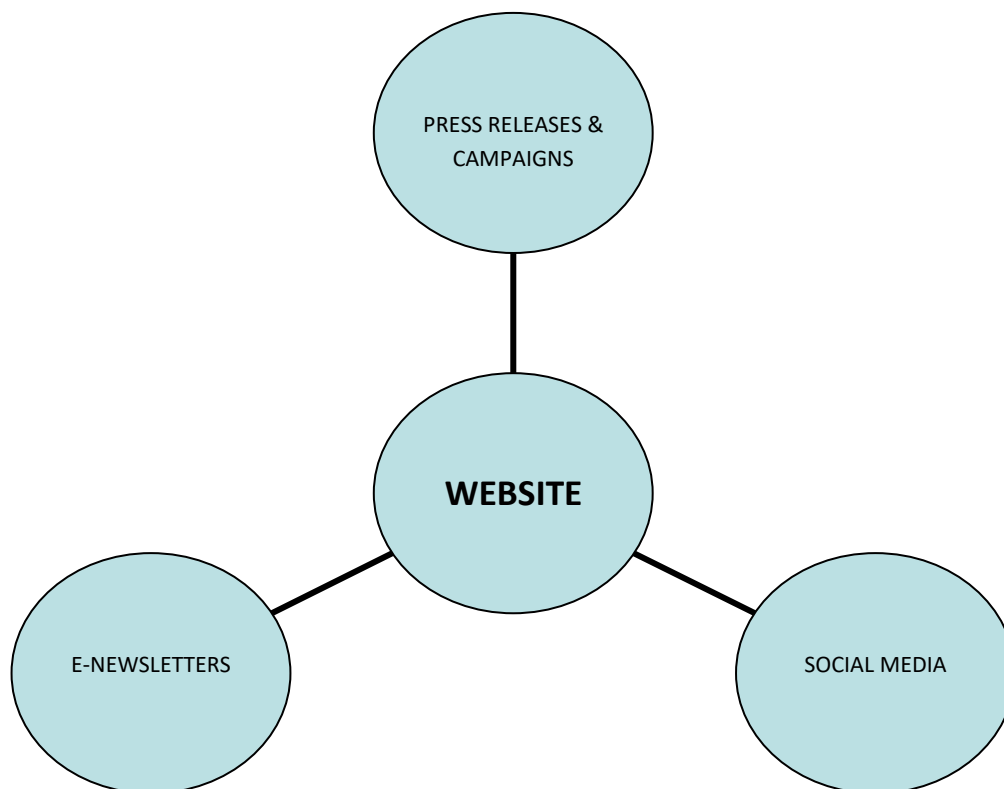 PRESS RELEASES &
CAMPAIGNS
WEBSITE
E-NEWSLETTERS
SOCIAL MEDIA